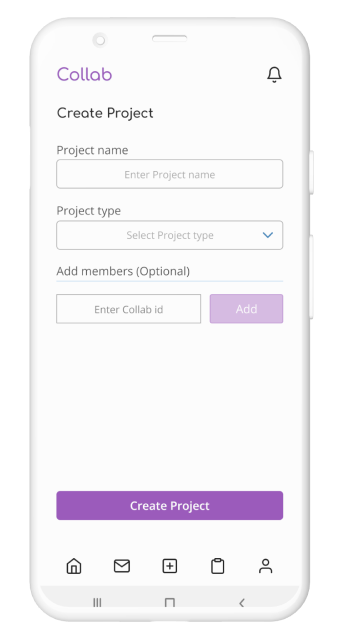 Collab
Create Project
Project name
Enter Project name
Project type
Select Project type
Add members (Optional)
Enter Collab id
Add
Create Project